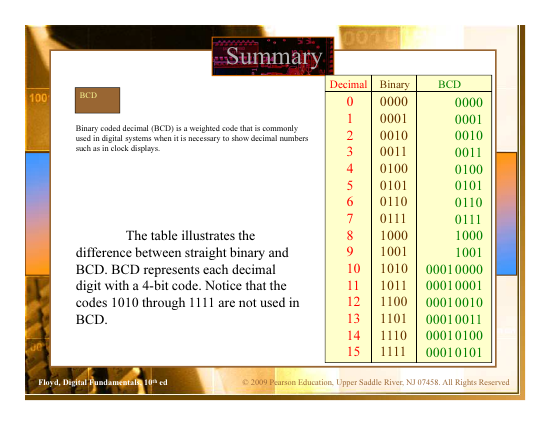 Summary
BCD
Binary coded decimal (BCD) is a weighted code that is commonly
used in digital systems when it is necessary to show decimal numbers
such as in clock displays.
The table illustrates the
difference between straight binary and
BCD. BCD represents each decimal
digit with a 4-bit code. Notice that the
codes 1010 through 1111 are not used in
BCD.
Decimal Binary BCD
0 0000 0000
1 0001 0001
2 0010 0010
3 0011 0011
4 0100 0100
5 0101 0101
6 0110 0110
7 0111 0111
8 1000 1000
9 1001 1001
10 1010 00010000
11 1011 00010001
12 1100 00010010
13 1101 00010011
14 1110 00010100
15 1111 00010101
Floyd, Digital Fundamentals, 10th ed
© 2009 Pearson Education, Upper Saddle River, NJ 07458. All Rights Reserved